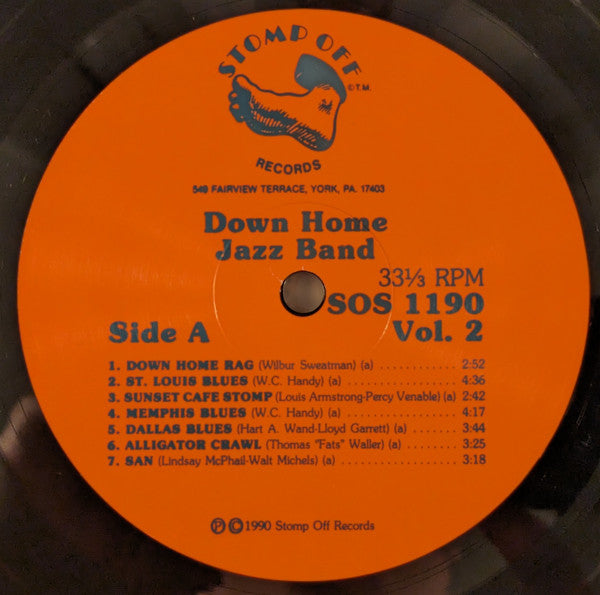 STOMP OFF
©T.M.
RECORDS
549 FAIRVIEW TERRACE, YORK, PA. 17403
Down Home
Jazz Band
33⅓ RPM
SOS 1190
Side A Vol. 2
1. DOWN HOME RAG (Wilbur Sweatman) (a) ............ 2:52
2. ST. LOUIS BLUES (W.C. Handy) (a) .................... 4:36
3. SUNSET CAFE STOMP (Louis Armstrong-Percy Venable) (a) 2:42
4. MEMPHIS BLUES (W.C. Handy) (a) .................... 4:17
5. DALLAS BLUES (Hart A. Wand-Lloyd Garrett) (a) ....... 3:44
6. ALLIGATOR CRAWL (Thomas "Fats" Waller) (a) ........ 3:25
7. SAN (Lindsay McPhail-Walt Michels) (a) ................. 3:18
℗©1990 Stomp Off Records